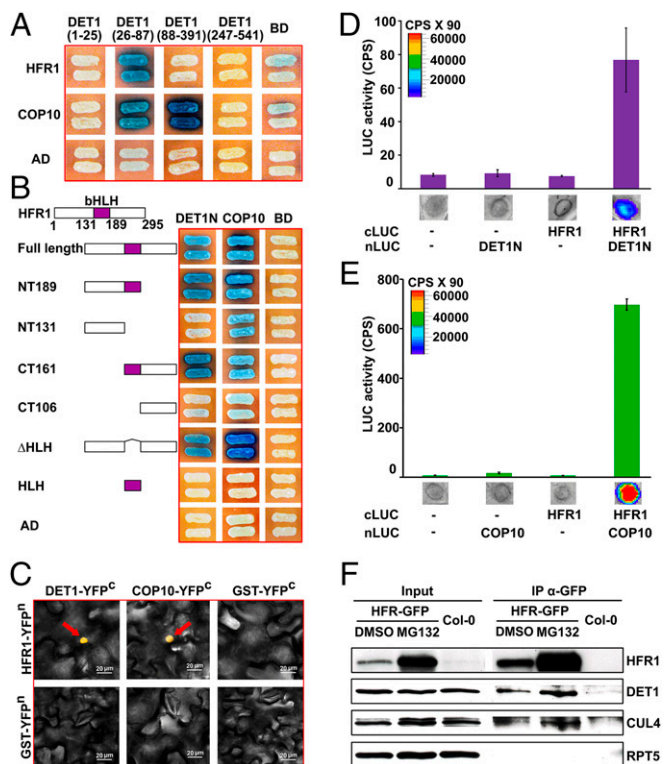 A
DET1 DET1 DET1 DET1 BD
(1-25) (26-87) (88-391) (247-541)
HFR1
COP10
AD
B
bHLH
HFR1
1 131 189 295
DET1N COP10 BD
Full length
NT189
NT131
CT161
CT106
ΔHLH
HLH
AD
C
DET1-YFPᶜ COP10-YFPᶜ GST-YFPᶜ
HFR1-YFPⁿ
20 µm 20 µm 20 µm
GST-YFPⁿ
20 µm 20 µm 20 µm
D
CPS X 90
60000
40000
20000
LUC activity (CPS)
100
80
60
40
20
0
cLUC - - HFR1 HFR1
nLUC - DET1N - DET1N
E
CPS X 90
60000
40000
20000
LUC activity (CPS)
800
600
400
200
0
cLUC - - HFR1 HFR1
nLUC - COP10 - COP10
F
Input IP α-GFP
HFR-GFP Col-0 HFR-GFP Col-0
DMSO MG132 DMSO MG132
HFR1
DET1
CUL4
RPT5